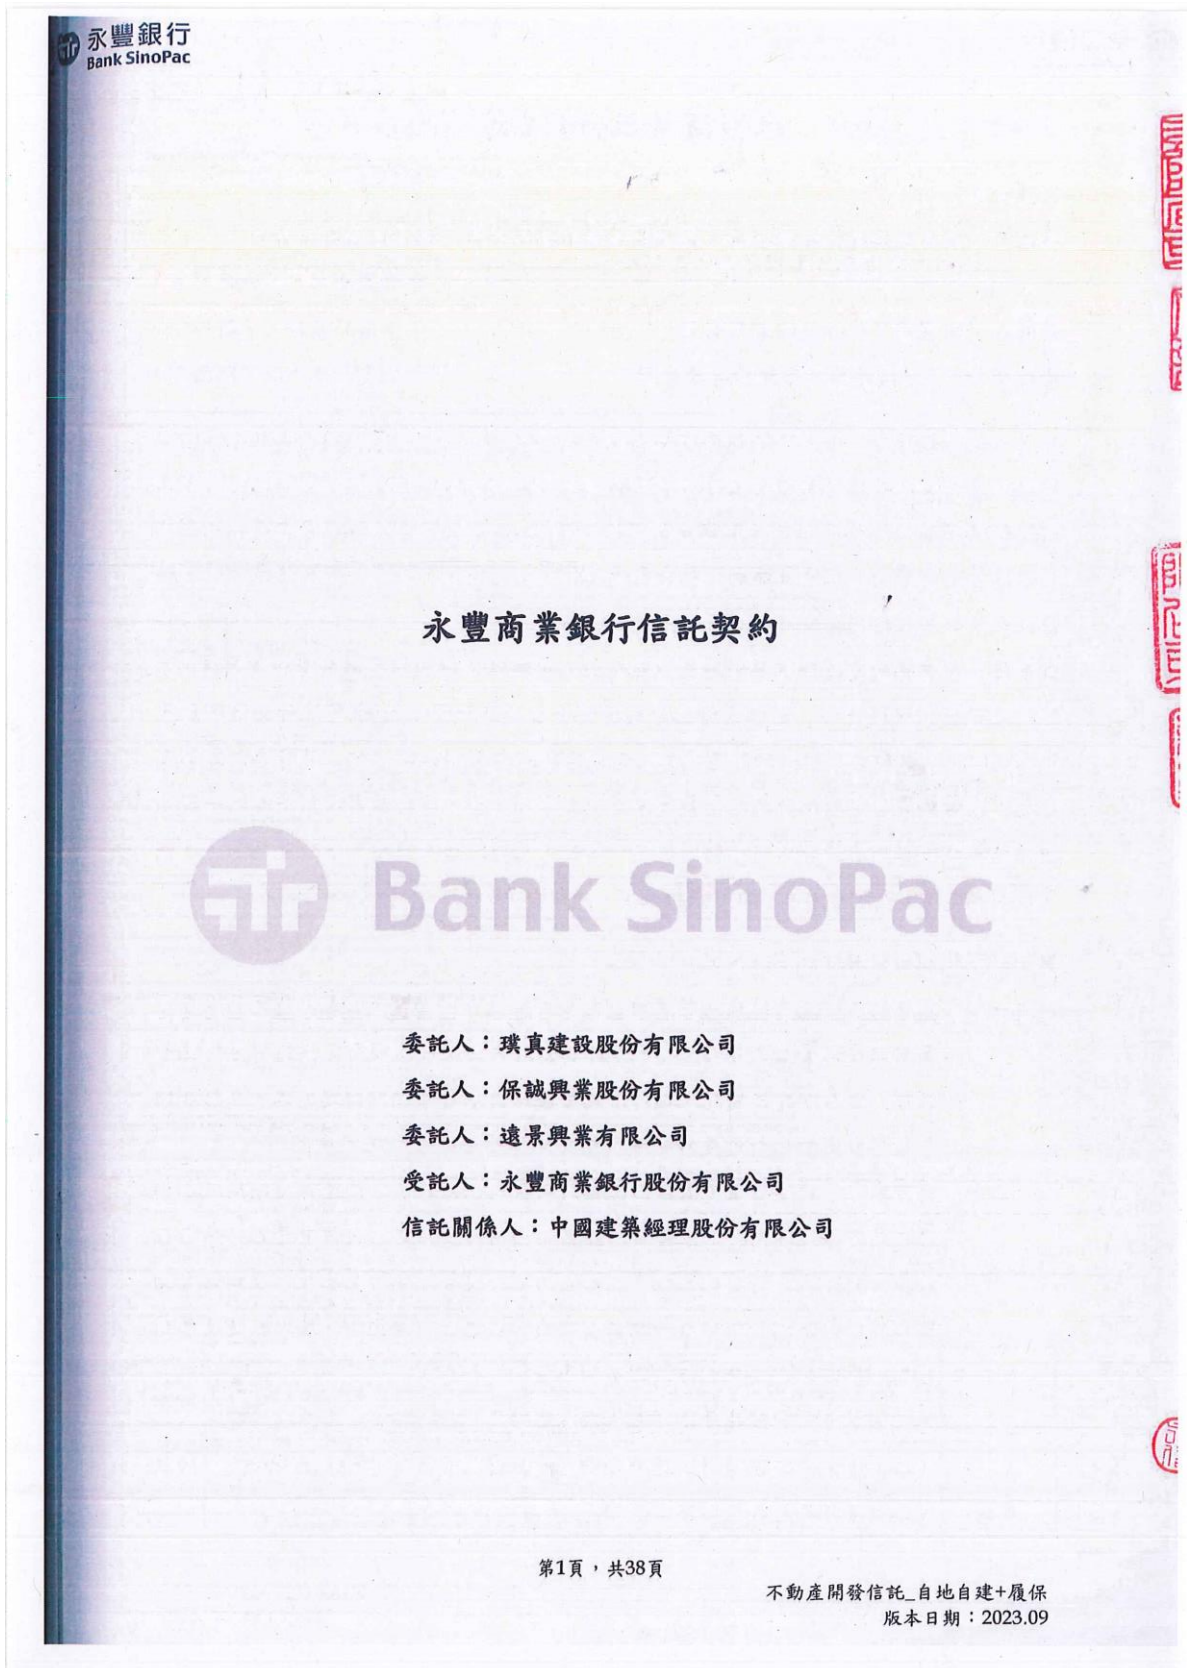 永豐銀行
Bank SinoPac
永豐商業銀行信託契約
Bank SinoPac
委託人：璞真建設股份有限公司
委託人：保誠興業股份有限公司
委託人：遠景興業有限公司
受託人：永豐商業銀行股份有限公司
信託關係人：中國建築經理股份有限公司
第1頁，共38頁
不動產開發信託_自地自建+履保
版本日期：2023.09